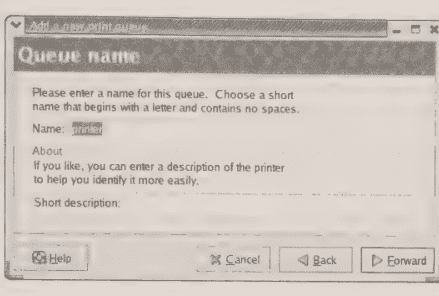 Add a new print queue
Queue name
Please enter a name for this queue. Choose a short
name that begins with a letter and contains no spaces.
Name: printer
About
If you like, you can enter a description of the printer
to help you identify it more easily.
Short description:
Help
Cancel
Back
Forward